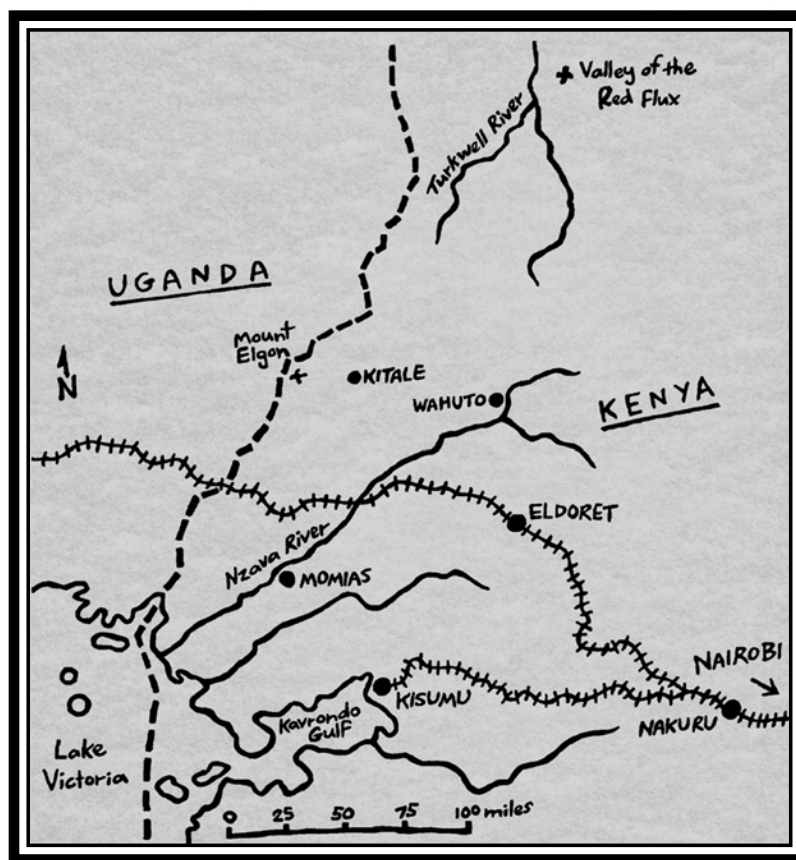 Valley of the
Red Flux
Turkwell River
UGANDA
Mount
Elgon
N
KITALE
WAHUTO
KENYA
ELDORET
Nzava River
MOMIAS
NAIROBI
KISUMU
Kavrondo
Gulf
NAKURU
Lake
Victoria
0 25 50 75 100 miles